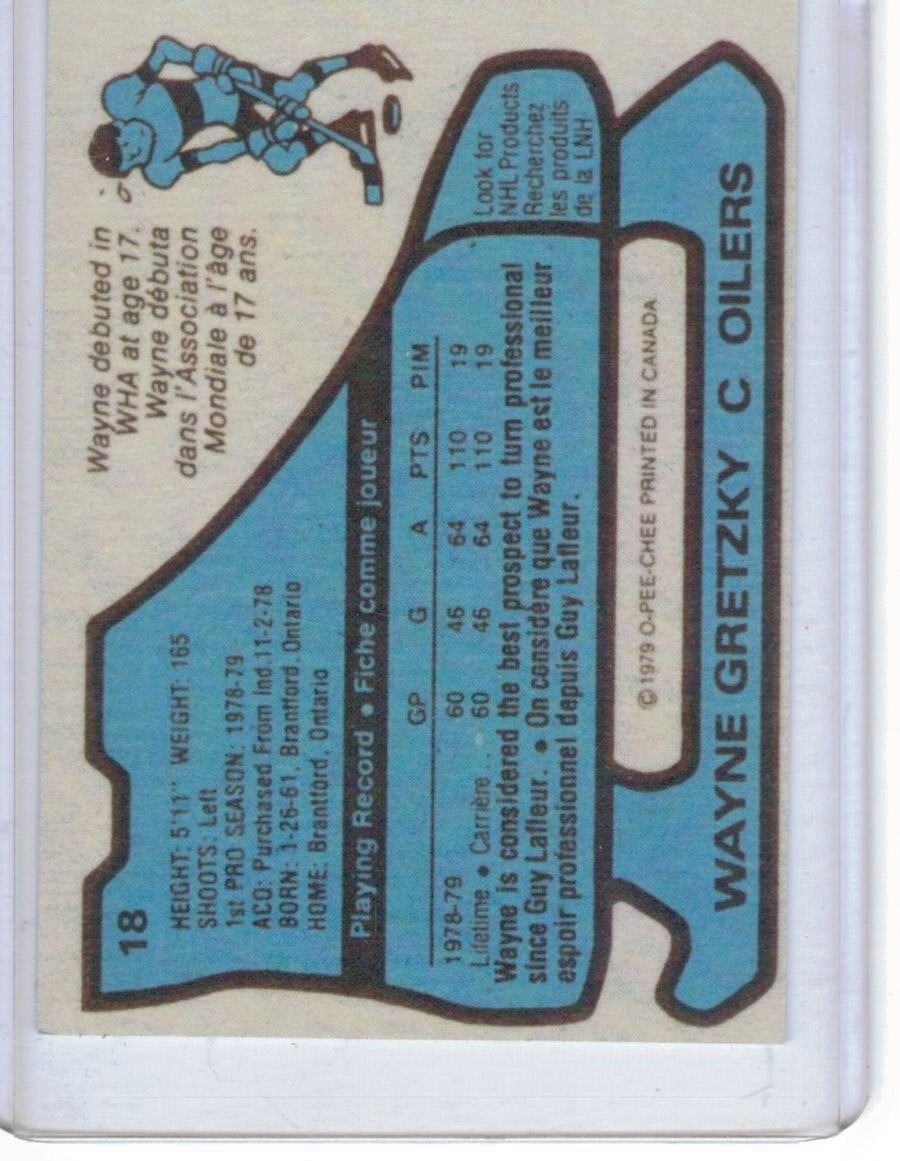 18
HEIGHT: 5'11" WEIGHT: 165
SHOOTS: Left
1st PRO SEASON: 1978-79
ACQ: Purchased From Ind.11-2-78
BORN: 1-26-61, Brantford, Ontario
HOME: Brantford, Ontario
Wayne debuted in
WHA at age 17.
Wayne débuta
dans l'Association
Mondiale à l'âge
de 17 ans.
Playing Record • Fiche comme joueur
GP G A PTS PIM
1978-79 60 46 64 110 19
Lifetime • Carrière . . 60 46 64 110 19
Wayne is considered the best prospect to turn professional
since Guy Lafleur. • On considére que Wayne est le meilleur
espoir professionnel depuis Guy Lafleur.
Look for
NHL Products
Recherchez
les produits
de la LNH
© 1979 O-PEE-CHEE PRINTED IN CANADA
WAYNE GRETZKY C OILERS